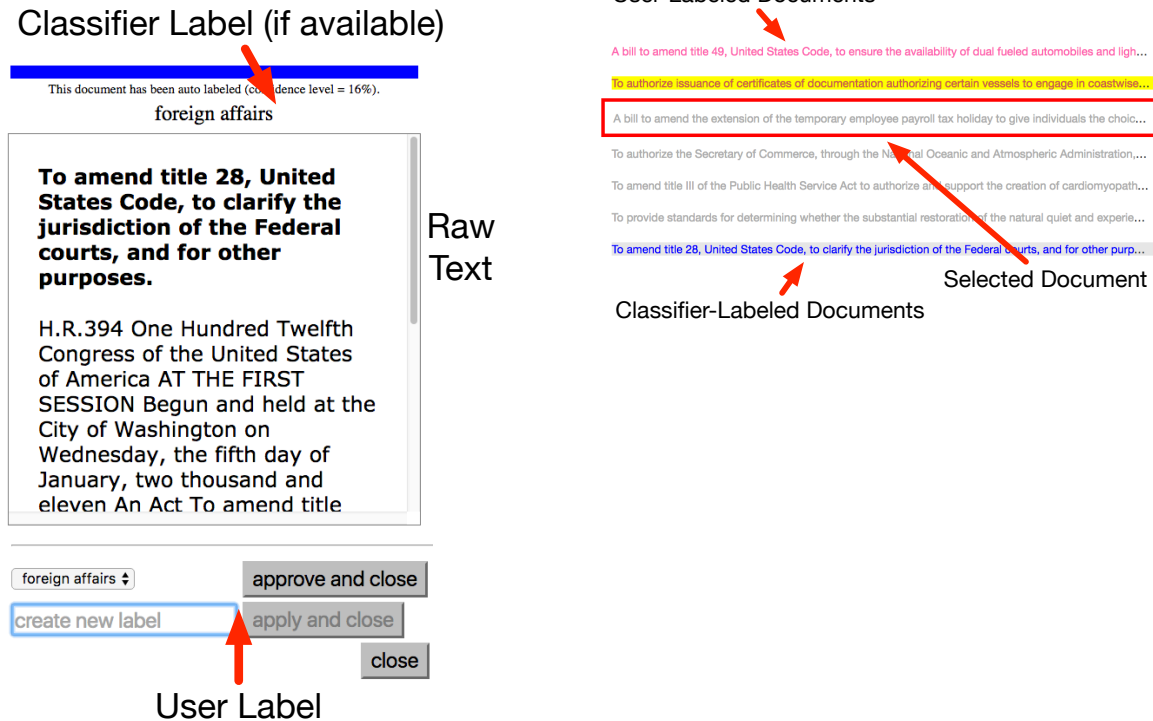 Classifier Label (if available)
This document has been auto labeled (confidence level = 16%).
foreign affairs
To amend title 28, United
States Code, to clarify the
jurisdiction of the Federal
courts, and for other
purposes.
H.R.394 One Hundred Twelfth
Congress of the United States
of America AT THE FIRST
SESSION Begun and held at the
City of Washington on
Wednesday, the fifth day of
January, two thousand and
eleven An Act To amend title
Raw
Text
foreign affairs
approve and close
create new label
apply and close
close
User Label
User-Labeled Documents
A bill to amend title 49, United States Code, to ensure the availability of dual fueled automobiles and ligh...
To authorize issuance of certificates of documentation authorizing certain vessels to engage in coastwise...
A bill to amend the extension of the temporary employee payroll tax holiday to give individuals the choic...
To authorize the Secretary of Commerce, through the National Oceanic and Atmospheric Administration,...
To amend title III of the Public Health Service Act to authorize and support the creation of cardiomyopath...
To provide standards for determining whether the substantial restoration of the natural quiet and experie...
To amend title 28, United States Code, to clarify the jurisdiction of the Federal courts, and for other purp...
Selected Document
Classifier-Labeled Documents